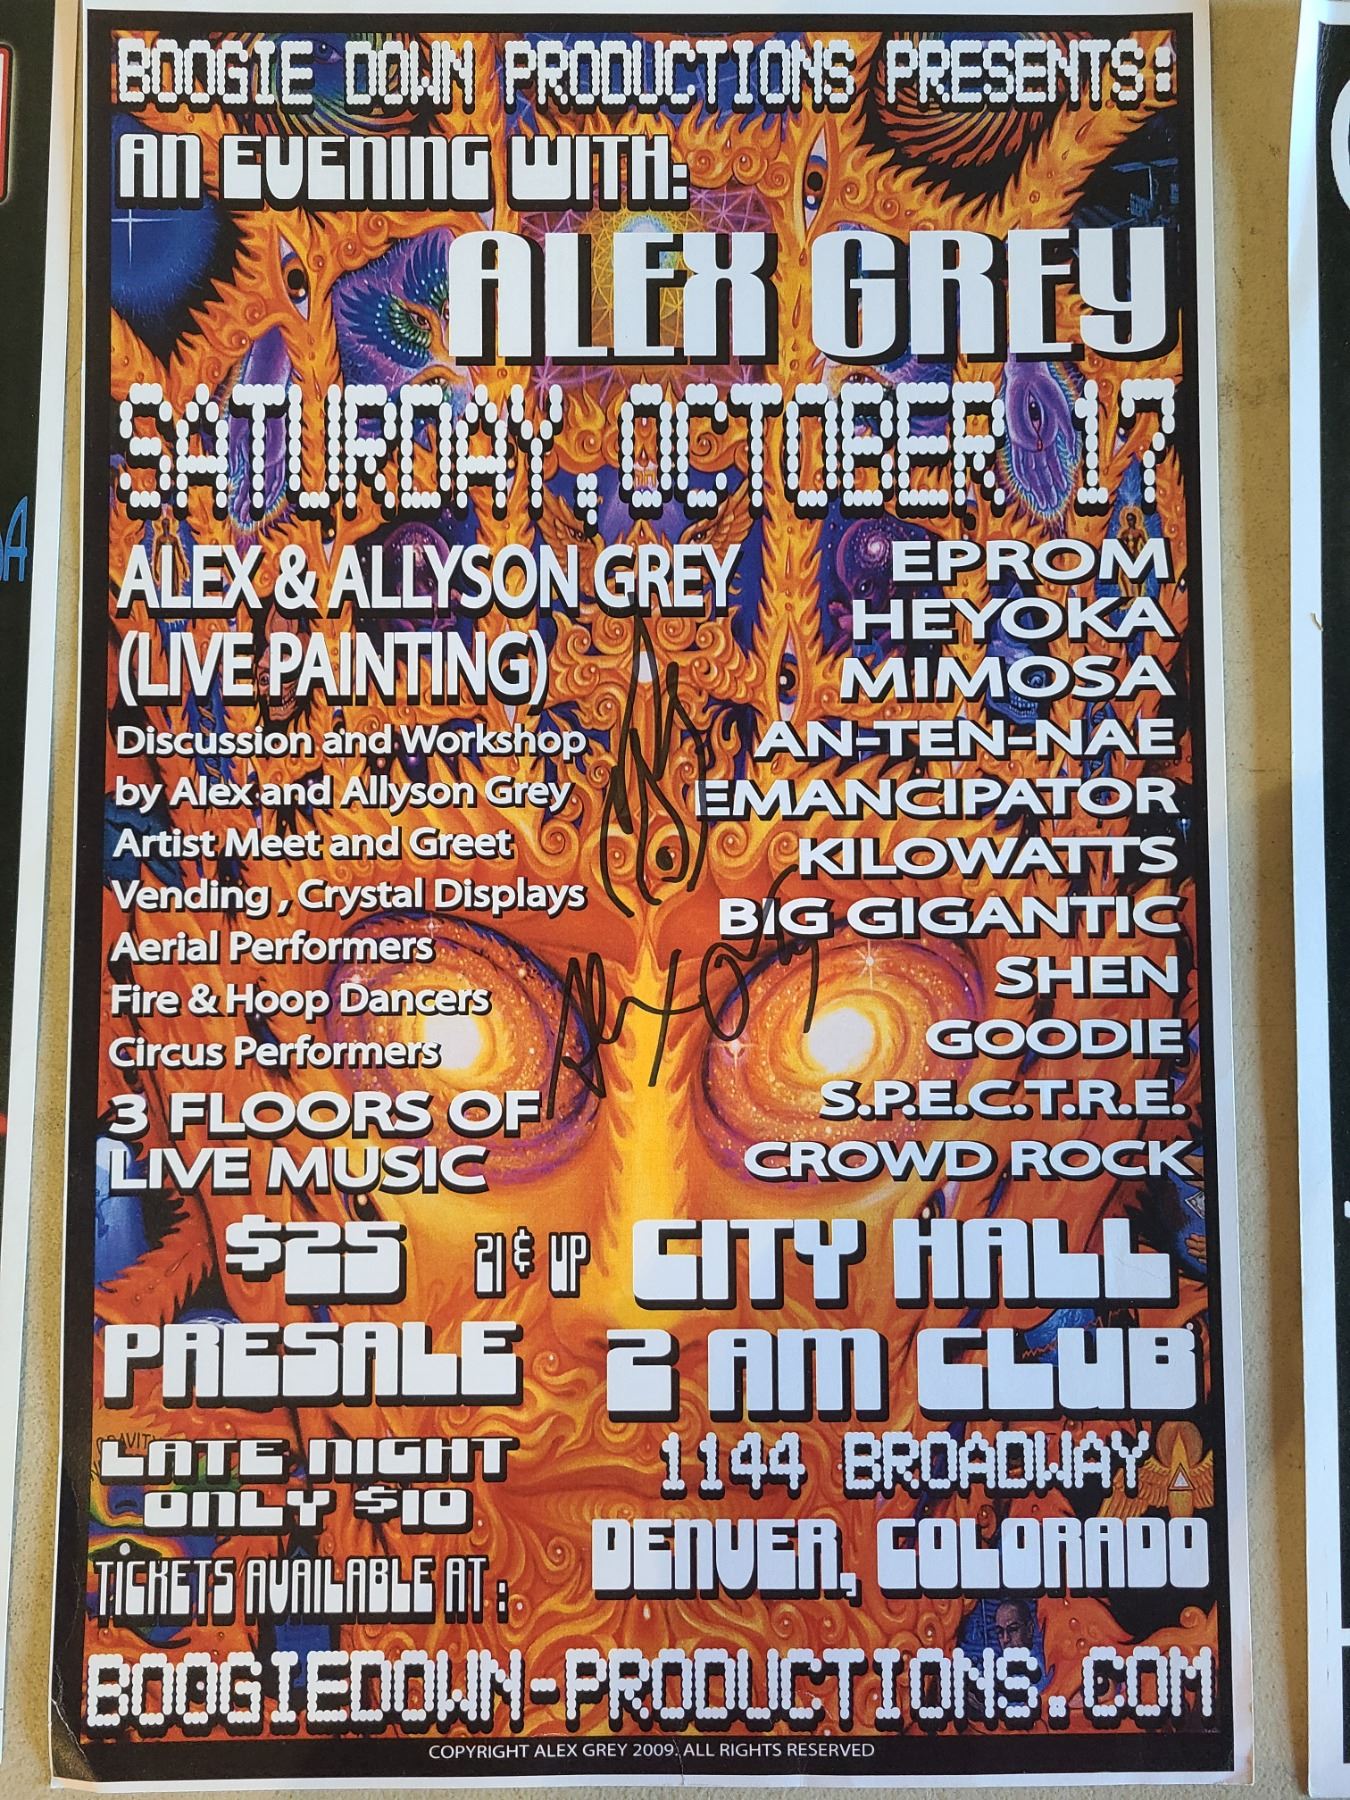 BOOGIE DOWN PRODUCTIONS PRESENTS:
AN EVENING WITH:
ALEX GREY
SATURDAY, OCTOBER 17
ALEX & ALLYSON GREY
(LIVE PAINTING)
Discussion and Workshop
by Alex and Allyson Grey
Artist Meet and Greet
Vending , Crystal Displays
Aerial Performers
Fire & Hoop Dancers
Circus Performers
3 FLOORS OF
LIVE MUSIC
EPROM
HEYOKA
MIMOSA
AN-TEN-NAE
EMANCIPATOR
KILOWATTS
BIG GIGANTIC
SHEN
GOODIE
S.P.E.C.T.R.E.
CROWD ROCK
Alex Grey
$25
PRESALE
LATE NIGHT
ONLY $10
21 & UP
CITY HALL
2 AM CLUB
1144 BROADWAY
DENVER, COLORADO
TICKETS AVAILABLE AT :
BOOGIEDOWN-PRODUCTIONS.COM
COPYRIGHT ALEX GREY 2009. ALL RIGHTS RESERVED